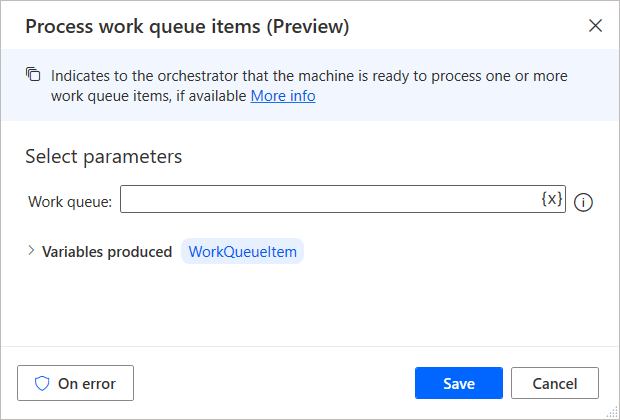 Process work queue items (Preview)
Indicates to the orchestrator that the machine is ready to process one or more
work queue items, if available More info
Select parameters
Work queue: {x}
Variables produced WorkQueueItem
On error Save Cancel